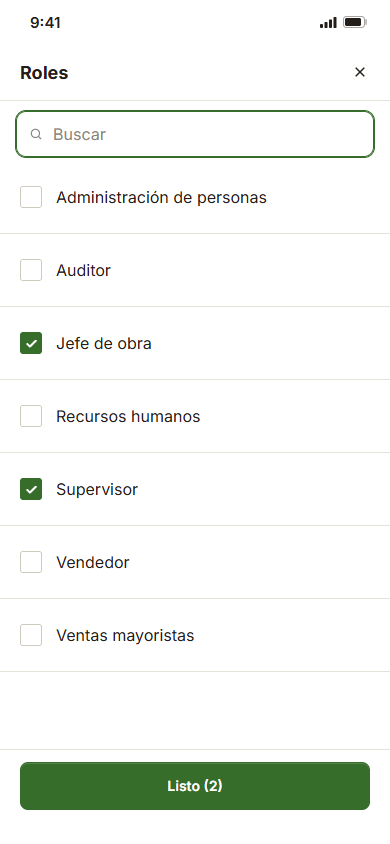 9:41
Roles
Buscar
Administración de personas
Auditor
Jefe de obra
Recursos humanos
Supervisor
Vendedor
Ventas mayoristas
Listo (2)